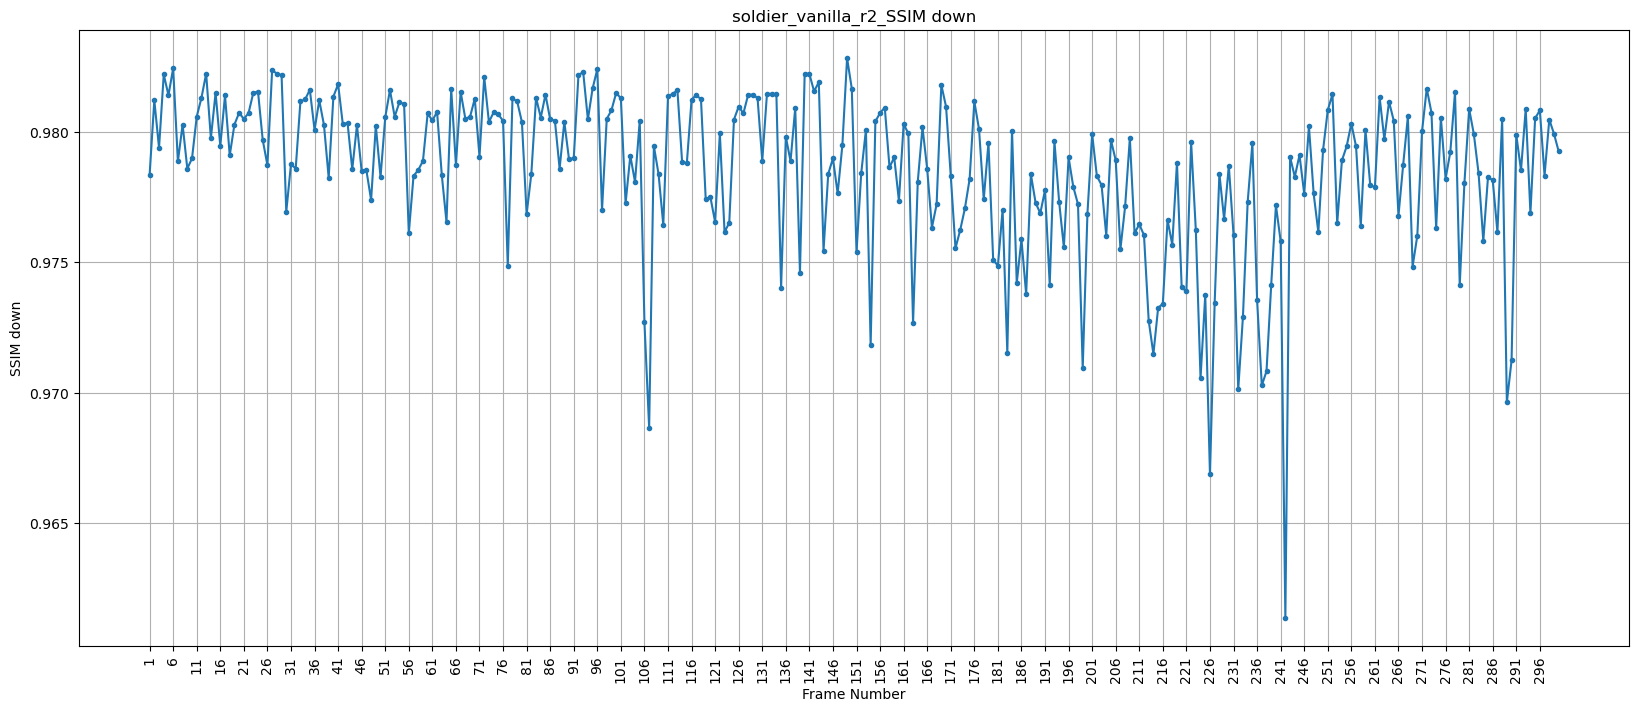 soldier_vanilla_r2_SSIM down
SSIM down
0.980
0.975
0.970
0.965
1 6 11 16 21 26 31 36 41 46 51 56 61 66 71 76 81 86 91 96 101 106 111 116 121 126 131 136 141 146 151 156 161 166 171 176 181 186 191 196 201 206 211 216 221 226 231 236 241 246 251 256 261 266 271 276 281 286 291 296
Frame Number